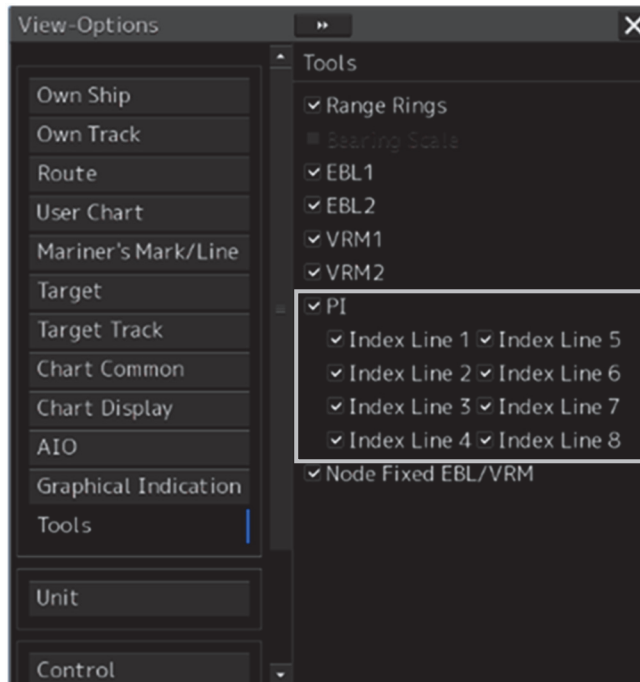 View-Options
Own Ship
Own Track
Route
User Chart
Mariner's Mark/Line
Target
Target Track
Chart Common
Chart Display
AIO
Graphical Indication
Tools
Unit
Control
Tools
Range Rings
Bearing Scale
EBL1
EBL2
VRM1
VRM2
PI
Index Line 1 Index Line 5
Index Line 2 Index Line 6
Index Line 3 Index Line 7
Index Line 4 Index Line 8
Node Fixed EBL/VRM